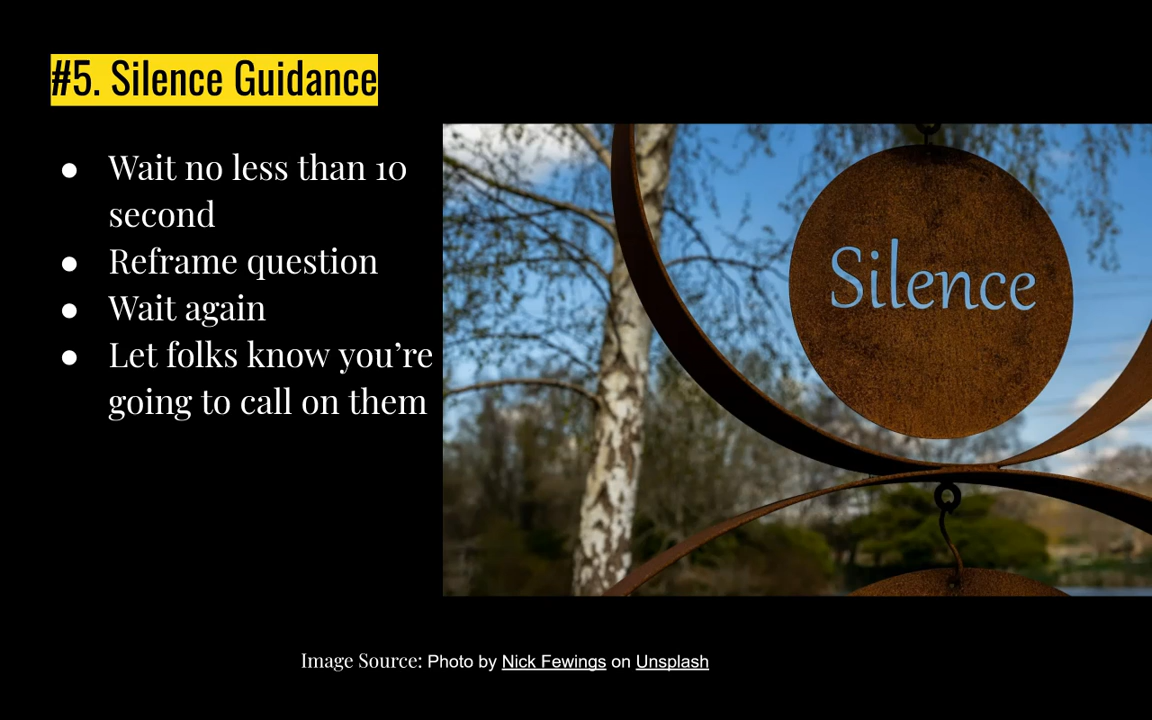 #5. Silence Guidance
● Wait no less than 10
second
● Reframe question
● Wait again
● Let folks know you’re
going to call on them
Silence
Image Source: Photo by Nick Fewings on Unsplash